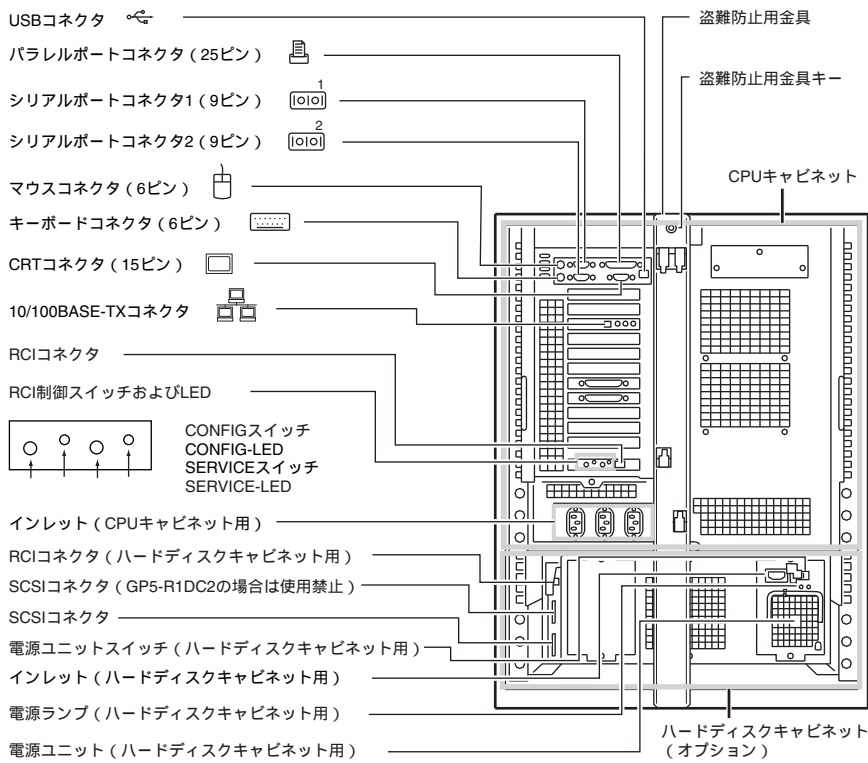 USBコネクタ
パラレルポートコネクタ(25ピン)
シリアルポートコネクタ1(9ピン)
1
シリアルポートコネクタ2(9ピン)
2
マウスコネクタ(6ピン)
キーボードコネクタ(6ピン)
CRTコネクタ(15ピン)
10/100BASE-TXコネクタ
RCIコネクタ
RCI制御スイッチおよびLED
CONFIGスイッチ
CONFIG-LED
SERVICEスイッチ
SERVICE-LED
インレット(CPUキャビネット用)
RCIコネクタ(ハードディスクキャビネット用)
SCSIコネクタ(GP5-R1DC2の場合は使用禁止)
SCSIコネクタ
電源ユニットスイッチ(ハードディスクキャビネット用)
インレット(ハードディスクキャビネット用)
電源ランプ(ハードディスクキャビネット用)
電源ユニット(ハードディスクキャビネット用)
盗難防止用金具
盗難防止用金具キー
CPUキャビネット
ハードディスクキャビネット
(オプション)